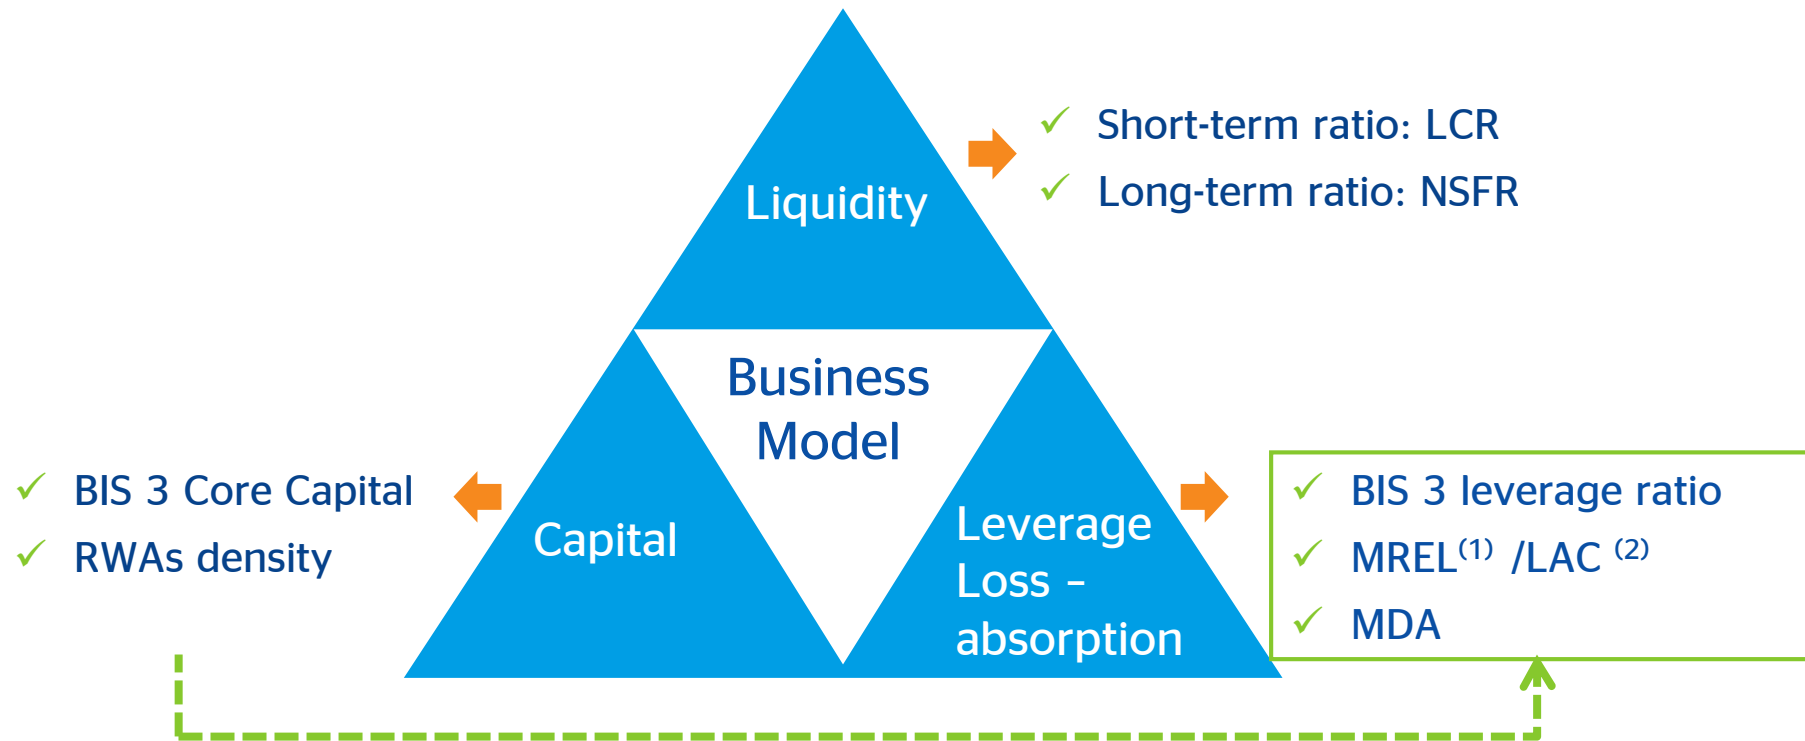 Short-term ratio: LCR
Long-term ratio: NSFR
Liquidity
Business
Model
BIS 3 Core Capital
RWAs density
Capital
Leverage
Loss –
absorption
BIS 3 leverage ratio
MREL(1) /LAC (2)
MDA